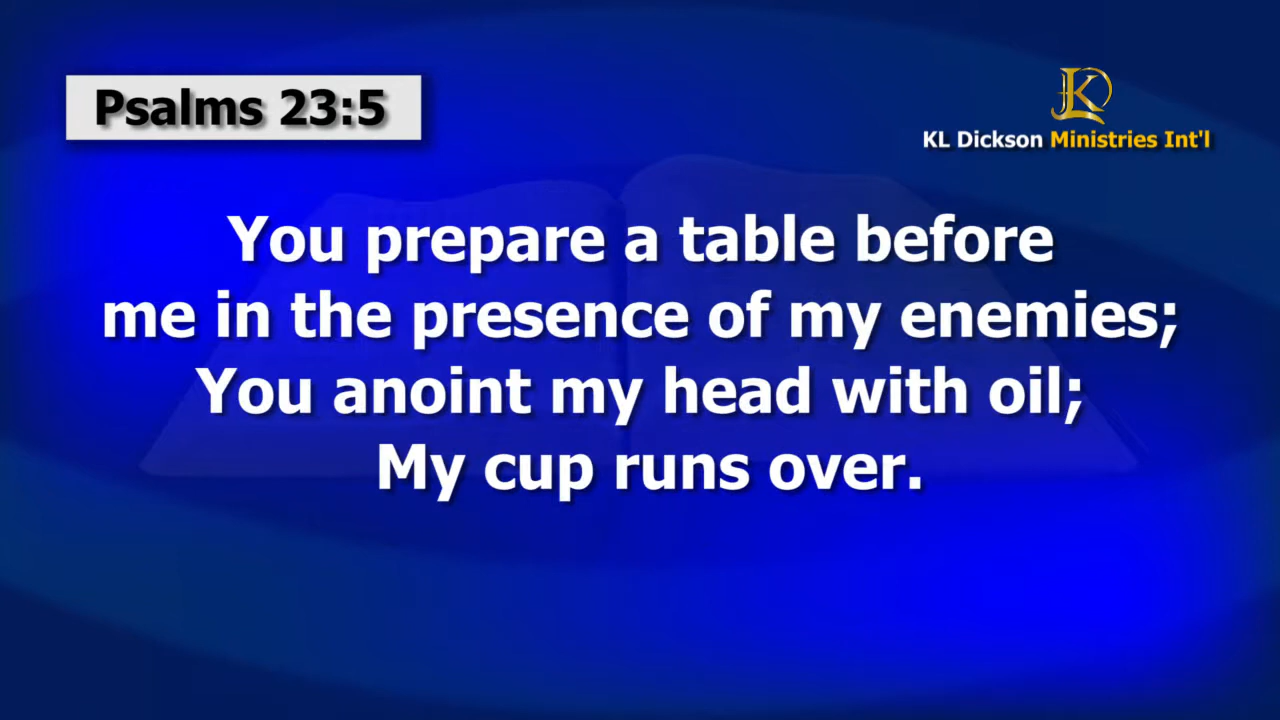 Psalms 23:5
KL Dickson Ministries Int'l
You prepare a table before
me in the presence of my enemies;
You anoint my head with oil;
My cup runs over.